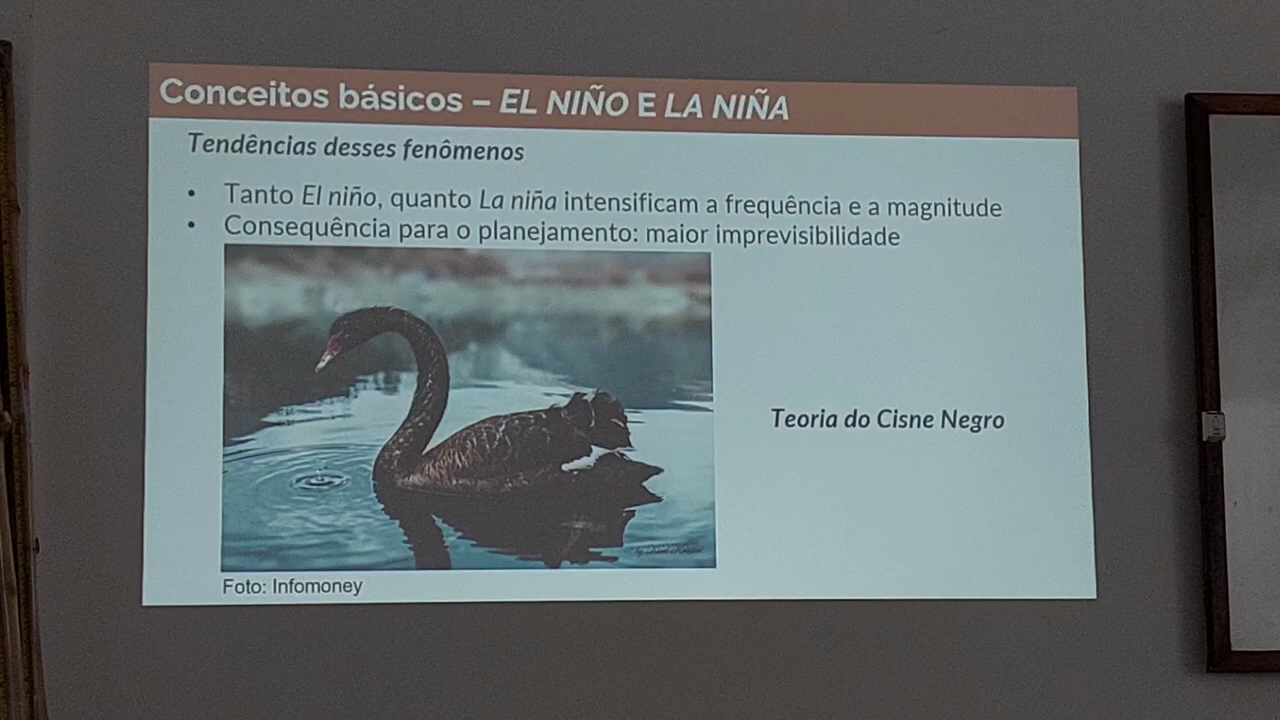 Conceitos básicos – EL NIÑO E LA NIÑA
Tendências desses fenômenos
• Tanto El niño, quanto La niña intensificam a frequência e a magnitude
• Consequência para o planejamento: maior imprevisibilidade
Teoria do Cisne Negro
Foto: Infomoney